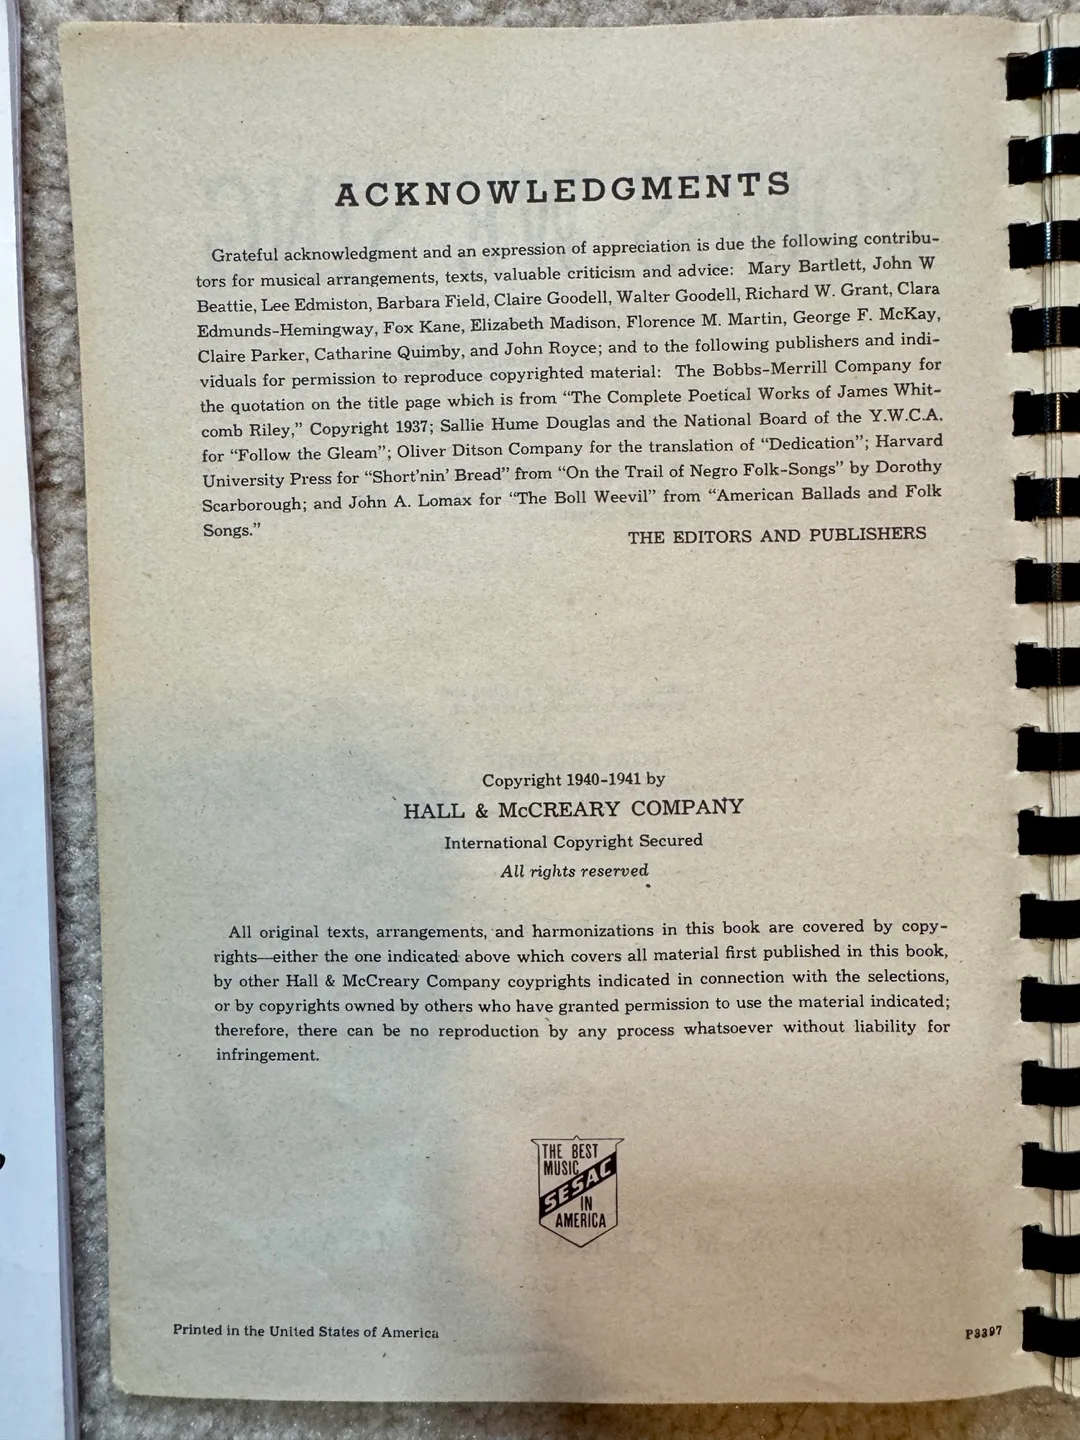 ACKNOWLEDGMENTS
Grateful acknowledgment and an expression of appreciation is due the following contribu-
tors for musical arrangements, texts, valuable criticism and advice: Mary Bartlett, John W
Beattie, Lee Edmiston, Barbara Field, Claire Goodell, Walter Goodell, Richard W. Grant, Clara
Edmunds-Hemingway, Fox Kane, Elizabeth Madison, Florence M. Martin, George F. McKay,
Claire Parker, Catharine Quimby, and John Royce; and to the following publishers and indi-
viduals for permission to reproduce copyrighted material: The Bobbs-Merrill Company for
the quotation on the title page which is from “The Complete Poetical Works of James Whit-
comb Riley,” Copyright 1937; Sallie Hume Douglas and the National Board of the Y.W.C.A.
for “Follow the Gleam”; Oliver Ditson Company for the translation of “Dedication”; Harvard
University Press for “Short’nin’ Bread” from “On the Trail of Negro Folk-Songs” by Dorothy
Scarborough; and John A. Lomax for “The Boll Weevil” from “American Ballads and Folk
Songs.”
THE EDITORS AND PUBLISHERS
Copyright 1940-1941 by
HALL & McCREARY COMPANY
International Copyright Secured
All rights reserved
All original texts, arrangements, and harmonizations in this book are covered by copy-
rights—either the one indicated above which covers all material first published in this book,
by other Hall & McCreary Company coyprights indicated in connection with the selections,
or by copyrights owned by others who have granted permission to use the material indicated;
therefore, there can be no reproduction by any process whatsoever without liability for
infringement.
THE BEST
MUSIC
SESAC
IN
AMERICA
Printed in the United States of America
P3397